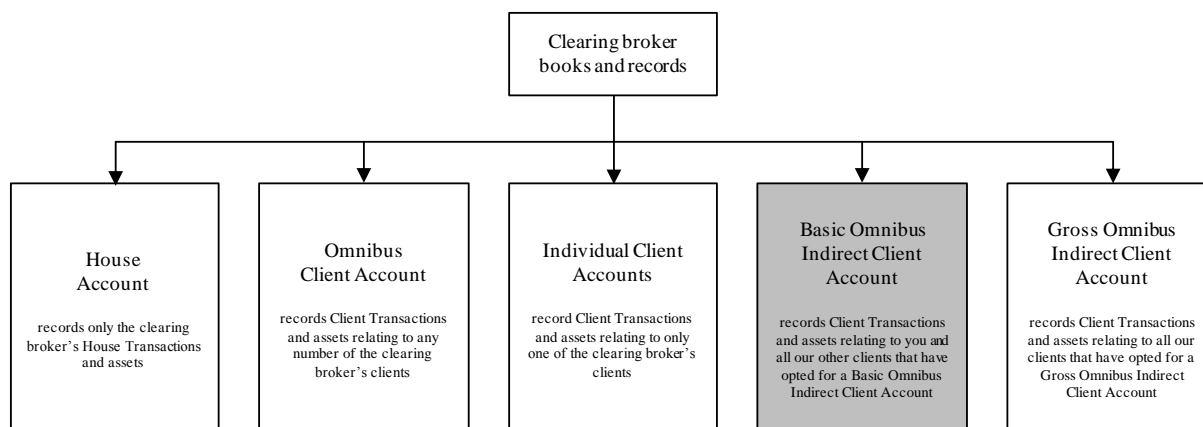 Clearing broker
books and records
House
Account
records only the clearing
broker's House Transactions
and assets
Omnibus
Client Account
records Client Transactions
and assets relating to any
number of the clearing
broker's clients
Individual Client
Accounts
record Client Transactions
and assets relating to only
one of the clearing broker's
clients
Basic Omnibus
Indirect Client
Account
records Client Transactions
and assets relating to you and
all our other clients that have
opted for a Basic Omnibus
Indirect Client Account
Gross Omnibus
Indirect Client
Account
records Client Transactions
and assets relating to all our
clients that have opted for a
Gross Omnibus Indirect
Client Account